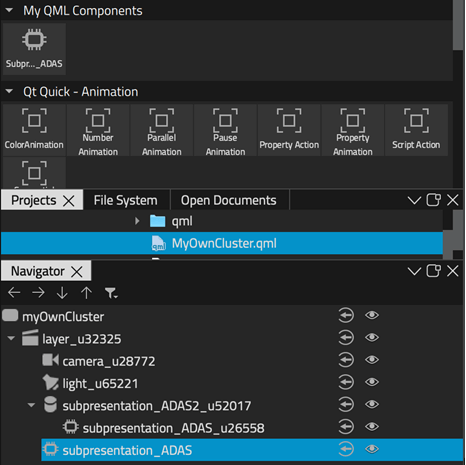 My QML Components
Subpr..._ADAS
Qt Quick - Animation
ColorAnimation
Number Animation
Parallel Animation
Pause Animation
Property Action
Property Animation
Script Action
Projects
File System
Open Documents
qml
MyOwnCluster.qml
Navigator
myOwnCluster
layer_u32325
camera_u28772
light_u65221
subpresentation_ADAS2_u52017
subpresentation_ADAS_u26558
subpresentation_ADAS